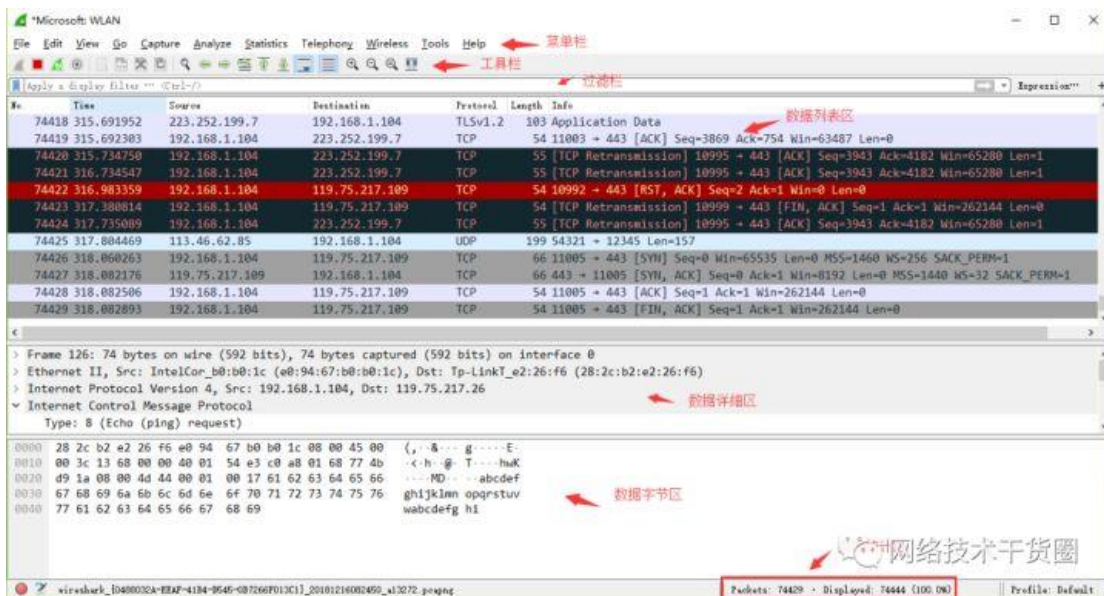 *Microsoft: WLAN
File Edit View Go Capture Analyze Statistics Telephony Wireless Tools Help 菜单栏
工具栏
Apply a display filter ... <Ctrl-/> 过滤栏 Expression... +
No. Time Source Destination Protocol Length Info
数据列表区
74418 315.691952 223.252.199.7 192.168.1.104 TLSv1.2 103 Application Data
74419 315.692303 192.168.1.104 223.252.199.7 TCP 54 11003 → 443 [ACK] Seq=3869 Ack=754 Win=63487 Len=0
74420 315.734750 192.168.1.104 223.252.199.7 TCP 55 [TCP Retransmission] 10995 → 443 [ACK] Seq=3943 Ack=4182 Win=65280 Len=1
74421 316.734547 192.168.1.104 223.252.199.7 TCP 55 [TCP Retransmission] 10995 → 443 [ACK] Seq=3943 Ack=4182 Win=65280 Len=1
74422 316.983359 192.168.1.104 119.75.217.109 TCP 54 10992 → 443 [RST, ACK] Seq=2 Ack=1 Win=0 Len=0
74423 317.380814 192.168.1.104 119.75.217.109 TCP 54 [TCP Retransmission] 10999 → 443 [FIN, ACK] Seq=1 Ack=1 Win=262144 Len=0
74424 317.735089 192.168.1.104 223.252.199.7 TCP 55 [TCP Retransmission] 10995 → 443 [ACK] Seq=3943 Ack=4182 Win=65280 Len=1
74425 317.804469 113.46.62.85 192.168.1.104 UDP 199 54321 → 12345 Len=157
74426 318.060263 192.168.1.104 119.75.217.109 TCP 66 11005 → 443 [SYN] Seq=0 Win=65535 Len=0 MSS=1460 WS=256 SACK_PERM=1
74427 318.082176 119.75.217.109 192.168.1.104 TCP 66 443 → 11005 [SYN, ACK] Seq=0 Ack=1 Win=8192 Len=0 MSS=1440 WS=32 SACK_PERM=1
74428 318.082506 192.168.1.104 119.75.217.109 TCP 54 11005 → 443 [ACK] Seq=1 Ack=1 Win=262144 Len=0
74429 318.082893 192.168.1.104 119.75.217.109 TCP 54 11005 → 443 [FIN, ACK] Seq=1 Ack=1 Win=262144 Len=0
Frame 126: 74 bytes on wire (592 bits), 74 bytes captured (592 bits) on interface 0
Ethernet II, Src: IntelCor_b0:b0:1c (e0:94:67:b0:b0:1c), Dst: Tp-LinkT_e2:26:f6 (28:2c:b2:e2:26:f6)
Internet Protocol Version 4, Src: 192.168.1.104, Dst: 119.75.217.26
Internet Control Message Protocol
数据详细区
Type: 8 (Echo (ping) request)
0000 28 2c b2 e2 26 f6 e0 94 67 b0 b0 1c 08 00 45 00 (,··&··· g·····E·
0010 00 3c 13 68 00 00 40 01 54 e3 c0 a8 01 68 77 4b ·<·h··@· T····hwK
0020 d9 1a 08 00 4d 44 00 01 00 17 61 62 63 64 65 66 ····MD·· ··abcdef
0030 67 68 69 6a 6b 6c 6d 6e 6f 70 71 72 73 74 75 76 ghijklmn opqrstuv
数据字节区
0040 77 61 62 63 64 65 66 67 68 69 wabcdefg hi
网络技术干货圈
Packets: 74429 · Displayed: 74444 (100.0%) Profile: Default